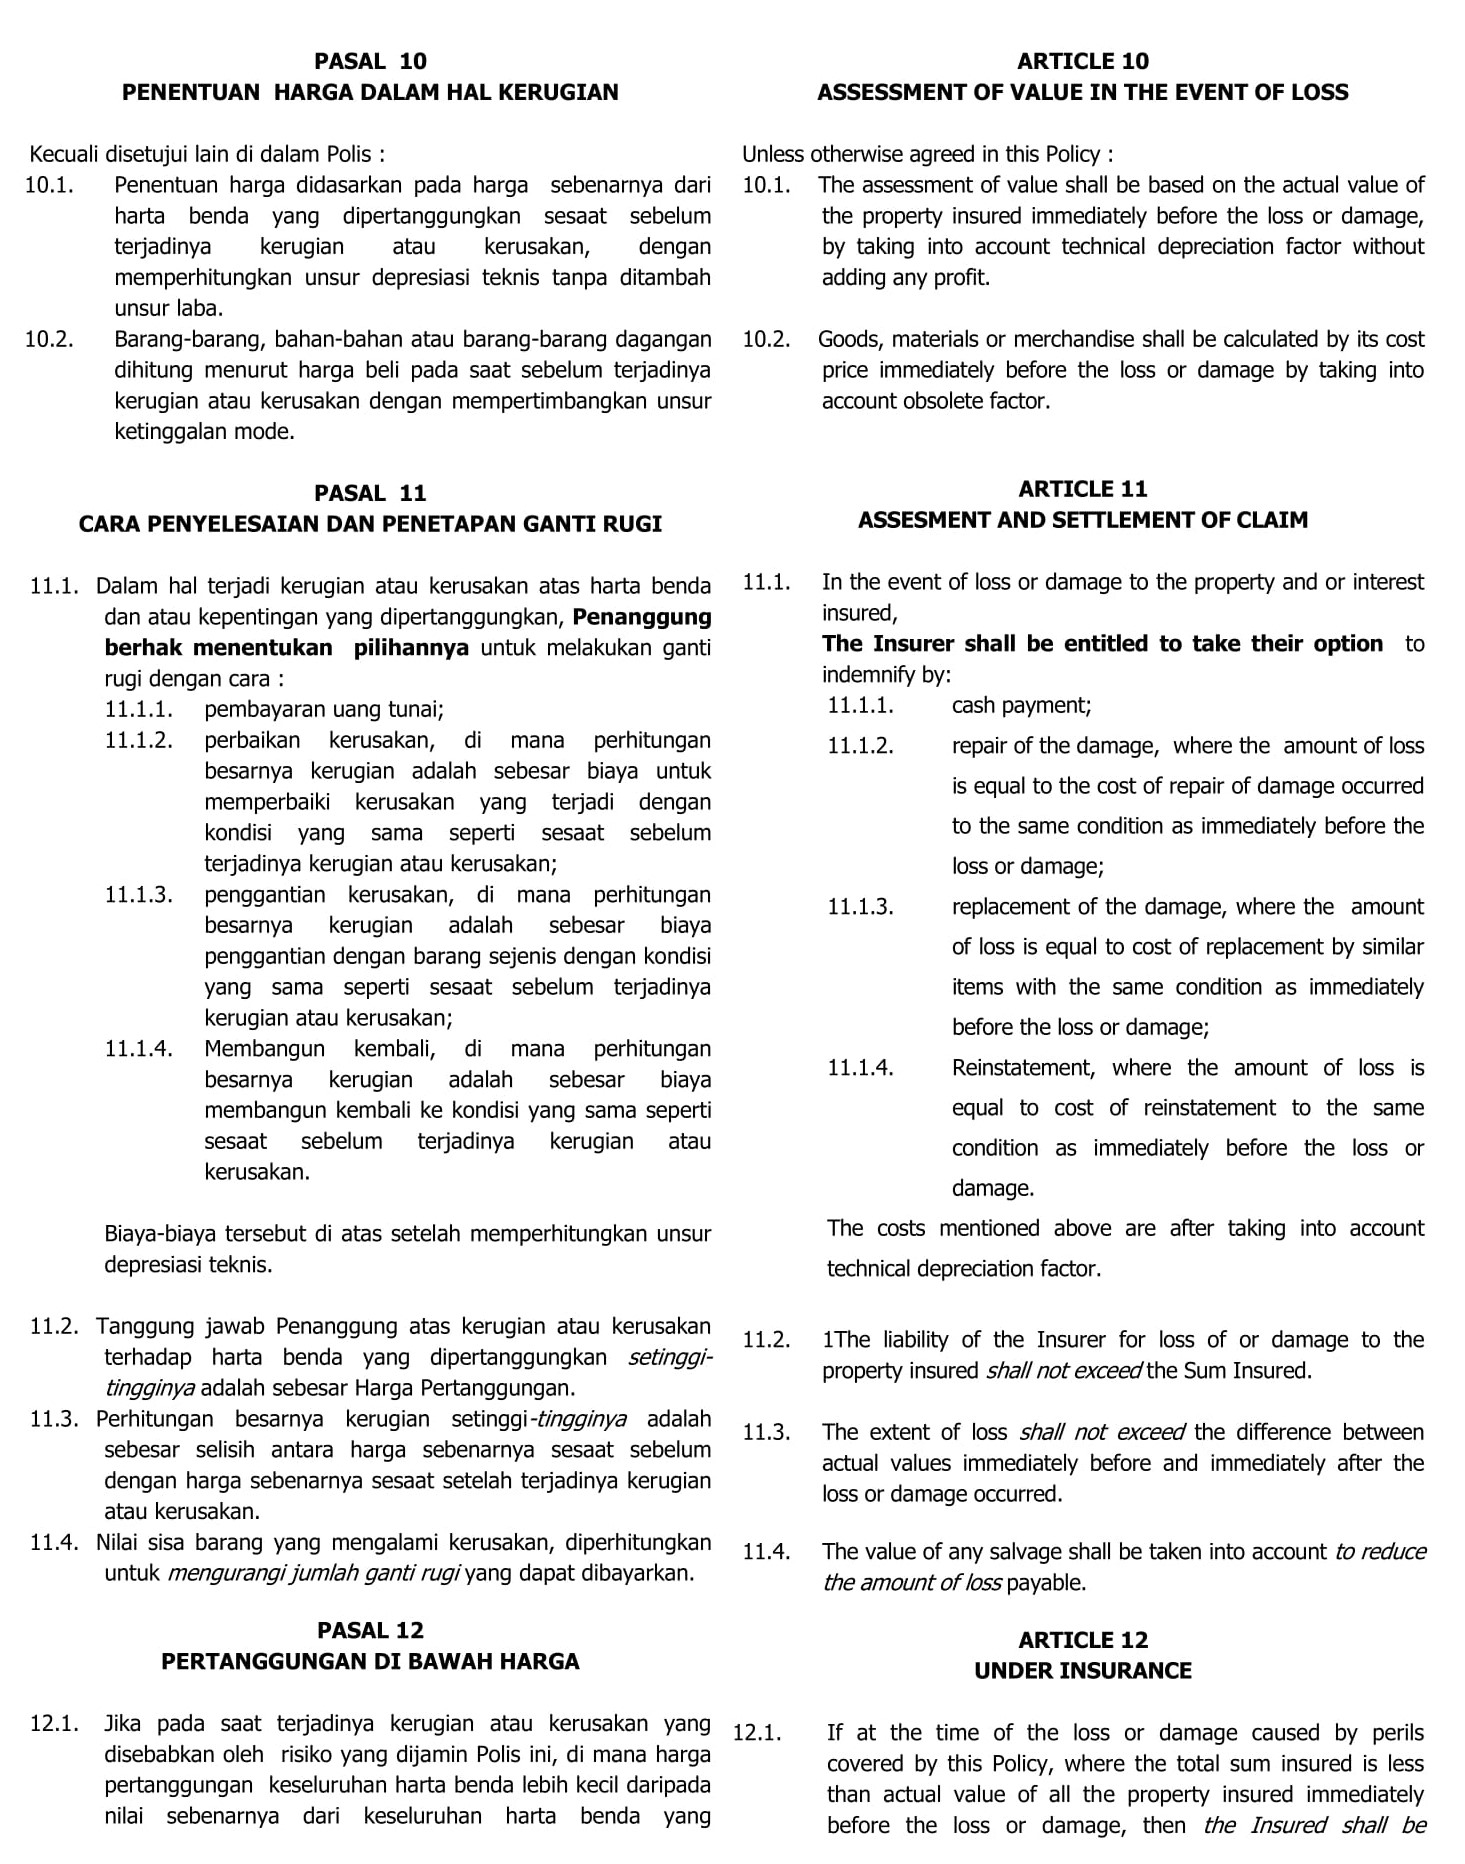 PASAL 10
PENENTUAN HARGA DALAM HAL KERUGIAN
Kecuali disetujui lain di dalam Polis :
10.1. Penentuan harga didasarkan pada harga sebenarnya dari
harta benda yang dipertanggungkan sesaat sebelum
terjadinya kerugian atau kerusakan, dengan
memperhitungkan unsur depresiasi teknis tanpa ditambah
unsur laba.
10.2. Barang-barang, bahan-bahan atau barang-barang dagangan
dihitung menurut harga beli pada saat sebelum terjadinya
kerugian atau kerusakan dengan mempertimbangkan unsur
ketinggalan mode.
PASAL 11
CARA PENYELESAIAN DAN PENETAPAN GANTI RUGI
11.1. Dalam hal terjadi kerugian atau kerusakan atas harta benda
dan atau kepentingan yang dipertanggungkan, Penanggung
berhak menentukan pilihannya untuk melakukan ganti
rugi dengan cara :
11.1.1. pembayaran uang tunai;
11.1.2. perbaikan kerusakan, di mana perhitungan
besarnya kerugian adalah sebesar biaya untuk
memperbaiki kerusakan yang terjadi dengan
kondisi yang sama seperti sesaat sebelum
terjadinya kerugian atau kerusakan;
11.1.3. penggantian kerusakan, di mana perhitungan
besarnya kerugian adalah sebesar biaya
penggantian dengan barang sejenis dengan kondisi
yang sama seperti sesaat sebelum terjadinya
kerugian atau kerusakan;
11.1.4. Membangun kembali, di mana perhitungan
besarnya kerugian adalah sebesar biaya
membangun kembali ke kondisi yang sama seperti
sesaat sebelum terjadinya kerugian atau
kerusakan.
Biaya-biaya tersebut di atas setelah memperhitungkan unsur
depresiasi teknis.
11.2. Tanggung jawab Penanggung atas kerugian atau kerusakan
terhadap harta benda yang dipertanggungkan setinggi-
tingginya adalah sebesar Harga Pertanggungan.
11.3. Perhitungan besarnya kerugian setinggi-tingginya adalah
sebesar selisih antara harga sebenarnya sesaat sebelum
dengan harga sebenarnya sesaat setelah terjadinya kerugian
atau kerusakan.
11.4. Nilai sisa barang yang mengalami kerusakan, diperhitungkan
untuk mengurangi jumlah ganti rugi yang dapat dibayarkan.
PASAL 12
PERTANGGUNGAN DI BAWAH HARGA
12.1. Jika pada saat terjadinya kerugian atau kerusakan yang
disebabkan oleh risiko yang dijamin Polis ini, di mana harga
pertanggungan keseluruhan harta benda lebih kecil daripada
nilai sebenarnya dari keseluruhan harta benda yang
ARTICLE 10
ASSESSMENT OF VALUE IN THE EVENT OF LOSS
Unless otherwise agreed in this Policy :
10.1. The assessment of value shall be based on the actual value of
the property insured immediately before the loss or damage,
by taking into account technical depreciation factor without
adding any profit.
10.2. Goods, materials or merchandise shall be calculated by its cost
price immediately before the loss or damage by taking into
account obsolete factor.
ARTICLE 11
ASSESMENT AND SETTLEMENT OF CLAIM
11.1. In the event of loss or damage to the property and or interest
insured,
The Insurer shall be entitled to take their option to
indemnify by:
11.1.1. cash payment;
11.1.2. repair of the damage, where the amount of loss
is equal to the cost of repair of damage occurred
to the same condition as immediately before the
loss or damage;
11.1.3. replacement of the damage, where the amount
of loss is equal to cost of replacement by similar
items with the same condition as immediately
before the loss or damage;
11.1.4. Reinstatement, where the amount of loss is
equal to cost of reinstatement to the same
condition as immediately before the loss or
damage.
The costs mentioned above are after taking into account
technical depreciation factor.
11.2. 1The liability of the Insurer for loss of or damage to the
property insured shall not exceed the Sum Insured.
11.3. The extent of loss shall not exceed the difference between
actual values immediately before and immediately after the
loss or damage occurred.
11.4. The value of any salvage shall be taken into account to reduce
the amount of loss payable.
ARTICLE 12
UNDER INSURANCE
12.1. If at the time of the loss or damage caused by perils
covered by this Policy, where the total sum insured is less
than actual value of all the property insured immediately
before the loss or damage, then the Insured shall be